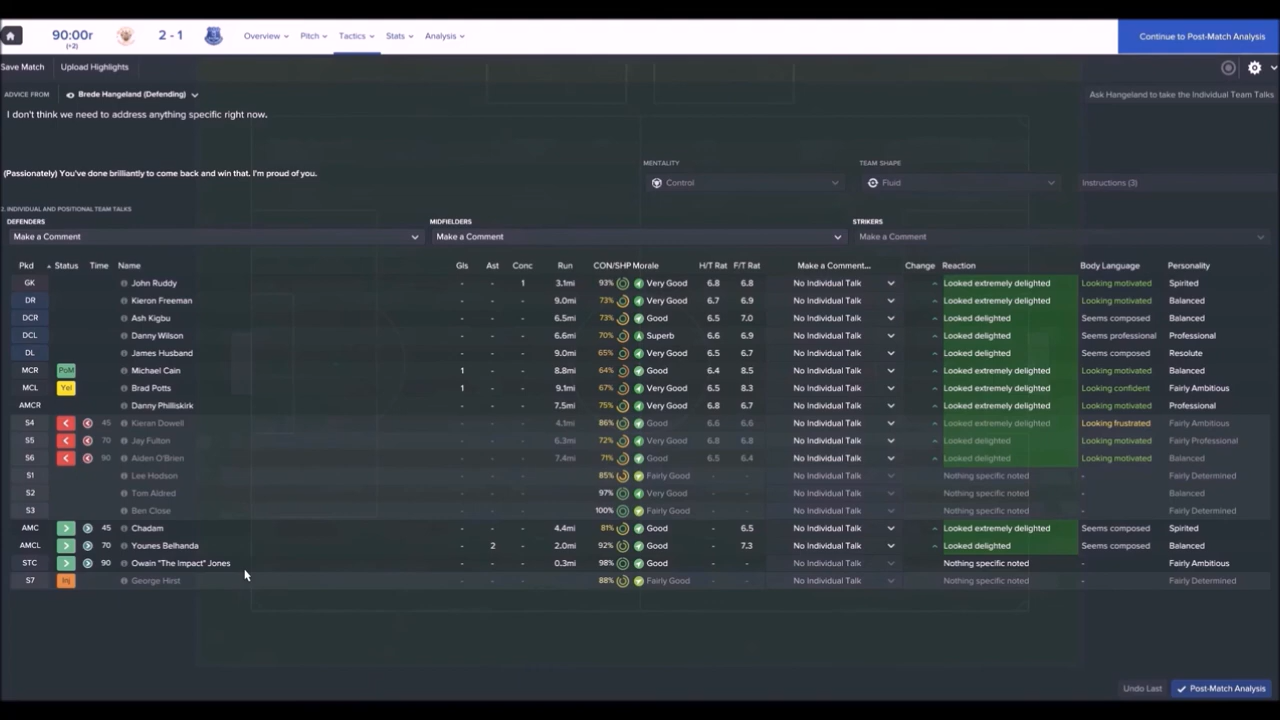 90:00r 2 - 1 Overview Pitch Tactics Stats Analysis Continue to Post-Match Analysis
(+2)
Save Match Upload Highlights
ADVICE FROM Brede Hangeland (Defending) Ask Hangeland to take the Individual Team Talks
I don't think we need to address anything specific right now.
MENTALITY TEAM SHAPE
(Passionately) You've done brilliantly to come back and win that. I'm proud of you.
Control Fluid Instructions (3)
2. INDIVIDUAL AND POSITIONAL TEAM TALKS
DEFENDERS MIDFIELDERS STRIKERS
Make a Comment Make a Comment Make a Comment
Pkd Status Time Name Gls Ast Conc Run CON/SHP Morale H/T Rat F/T Rat Make a Comment... Change Reaction Body Language Personality
GK John Ruddy - - 1 3.1mi 93% Very Good 6.8 6.8 No Individual Talk Looked extremely delighted Looking motivated Spirited
DR Kieron Freeman - - - 9.0mi 73% Very Good 6.7 6.9 No Individual Talk Looked extremely delighted Looking motivated Balanced
DCR Ash Kigbu - - - 6.5mi 73% Good 6.5 7.0 No Individual Talk Looked delighted Seems composed Balanced
DCL Danny Wilson - - - 6.6mi 70% Superb 6.6 6.9 No Individual Talk Looked delighted Seems professional Professional
DL James Husband - - - 9.0mi 65% Very Good 6.5 6.7 No Individual Talk Looked delighted Seems composed Resolute
MCR PoM Michael Cain 1 - - 8.8mi 64% Good 6.4 8.5 No Individual Talk Looked extremely delighted Looking motivated Balanced
MCL Yel Brad Potts 1 - - 9.1mi 67% Very Good 6.5 8.3 No Individual Talk Looked extremely delighted Looking confident Fairly Ambitious
AMCR Danny Philliskirk - - - 7.5mi 75% Very Good 6.8 6.7 No Individual Talk Looked extremely delighted Looking motivated Professional
S4 45 Kieran Dowell - - - 4.1mi 86% Good 6.6 6.6 No Individual Talk Looked extremely delighted Looking frustrated Fairly Ambitious
S5 70 Jay Fulton - - - 6.3mi 72% Very Good 6.8 6.8 No Individual Talk Looked delighted Looking motivated Fairly Professional
S6 90 Aiden O'Brien - - - 7.4mi 71% Good 6.5 6.4 No Individual Talk Looked delighted Looking motivated Balanced
S1 Lee Hodson - - - - 85% Fairly Good - - No Individual Talk Nothing specific noted - Fairly Determined
S2 Tom Aldred - - - - 97% Very Good - - No Individual Talk Nothing specific noted - Balanced
S3 Ben Close - - - - 100% Fairly Good - - No Individual Talk Nothing specific noted - Fairly Determined
AMC 45 Chadam - - - 4.4mi 81% Good - 6.5 No Individual Talk Looked extremely delighted Seems composed Spirited
AMCL 70 Younes Belhanda - 2 - 2.0mi 92% Good - 7.3 No Individual Talk Looked delighted Seems composed Balanced
STC 90 Owain "The Impact" Jones - - - 0.3mi 98% Good - - No Individual Talk Nothing specific noted - Fairly Ambitious
S7 Inj George Hirst - - - - 88% Fairly Good - - No Individual Talk Nothing specific noted - Fairly Determined
Undo Last Post-Match Analysis